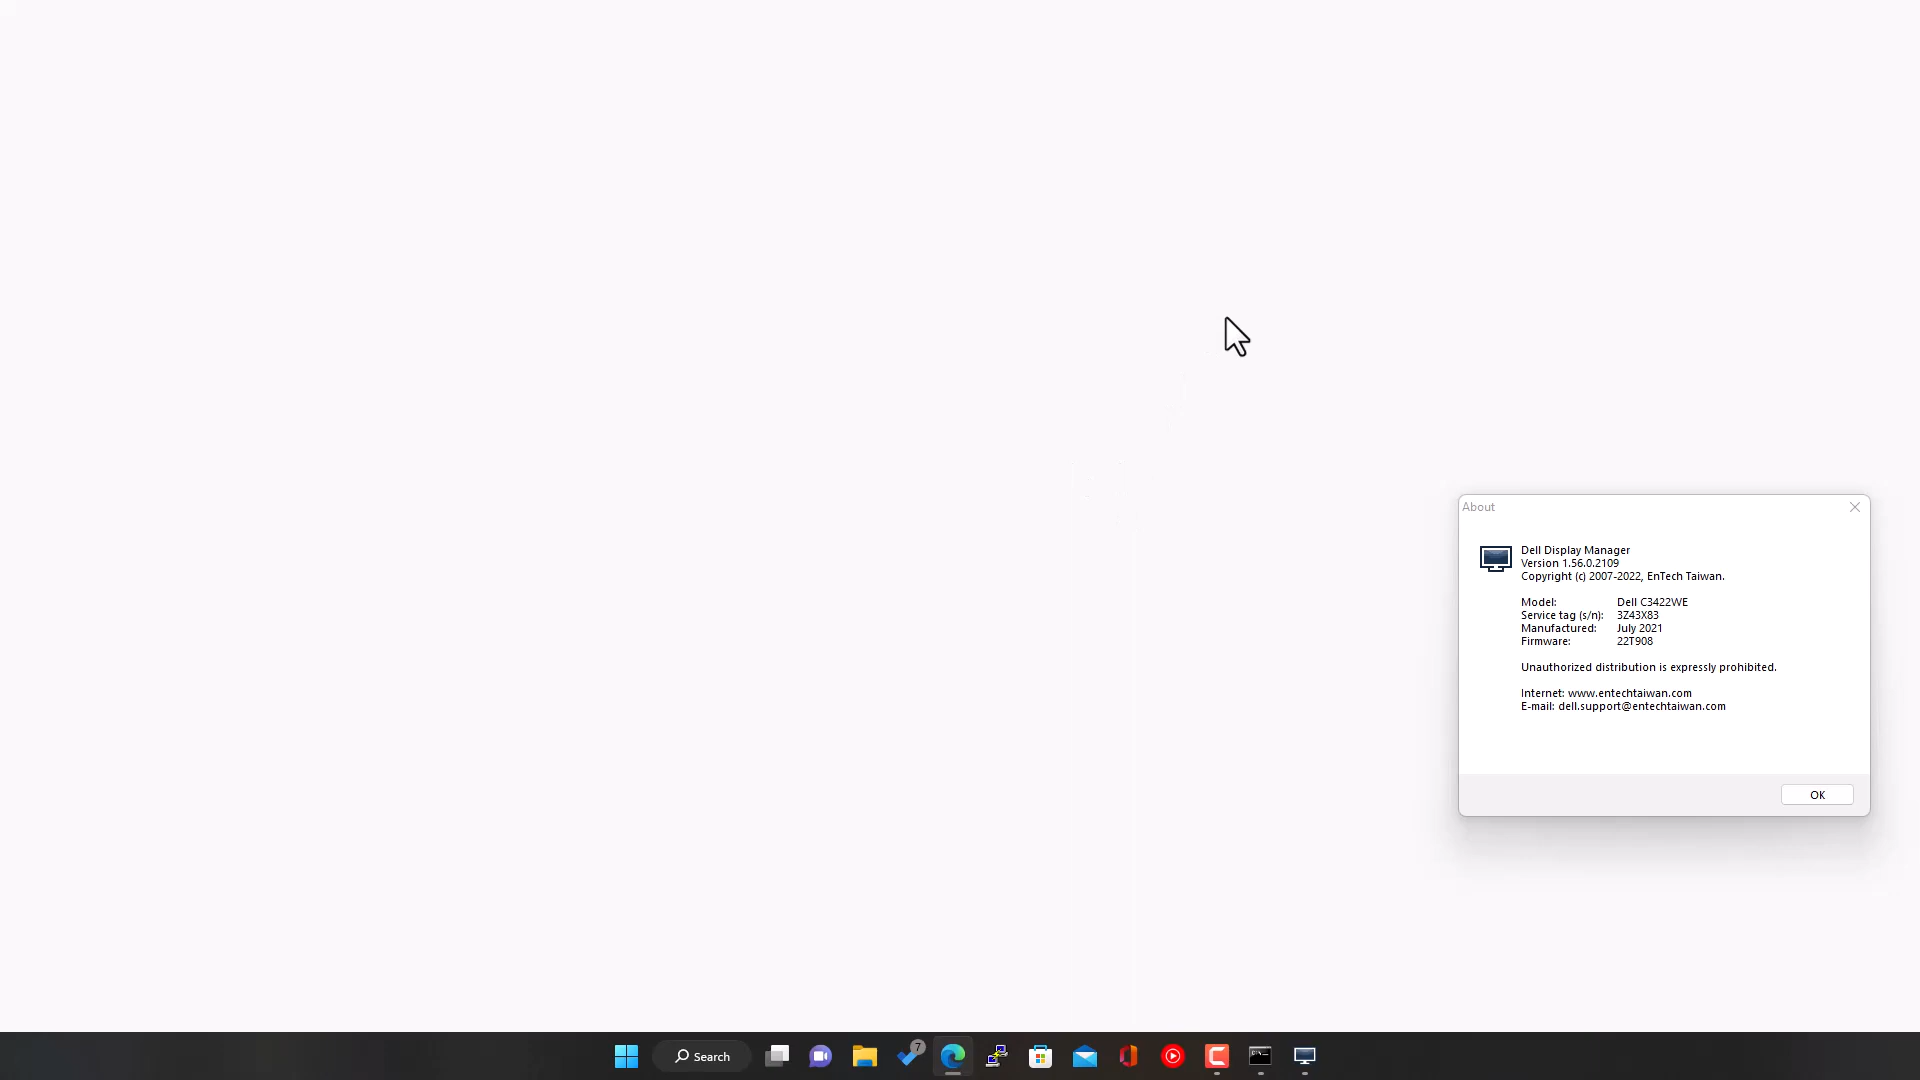 About
Dell Display Manager
Version 1.56.0.2109
Copyright (c) 2007-2022, EnTech Taiwan.
Model: Dell C3422WE
Service tag (s/n): 3Z43X83
Manufactured: July 2021
Firmware: 22T908
Unauthorized distribution is expressly prohibited.
Internet: www.entechtaiwan.com
E-mail: dell.support@entechtaiwan.com
OK
Search
7